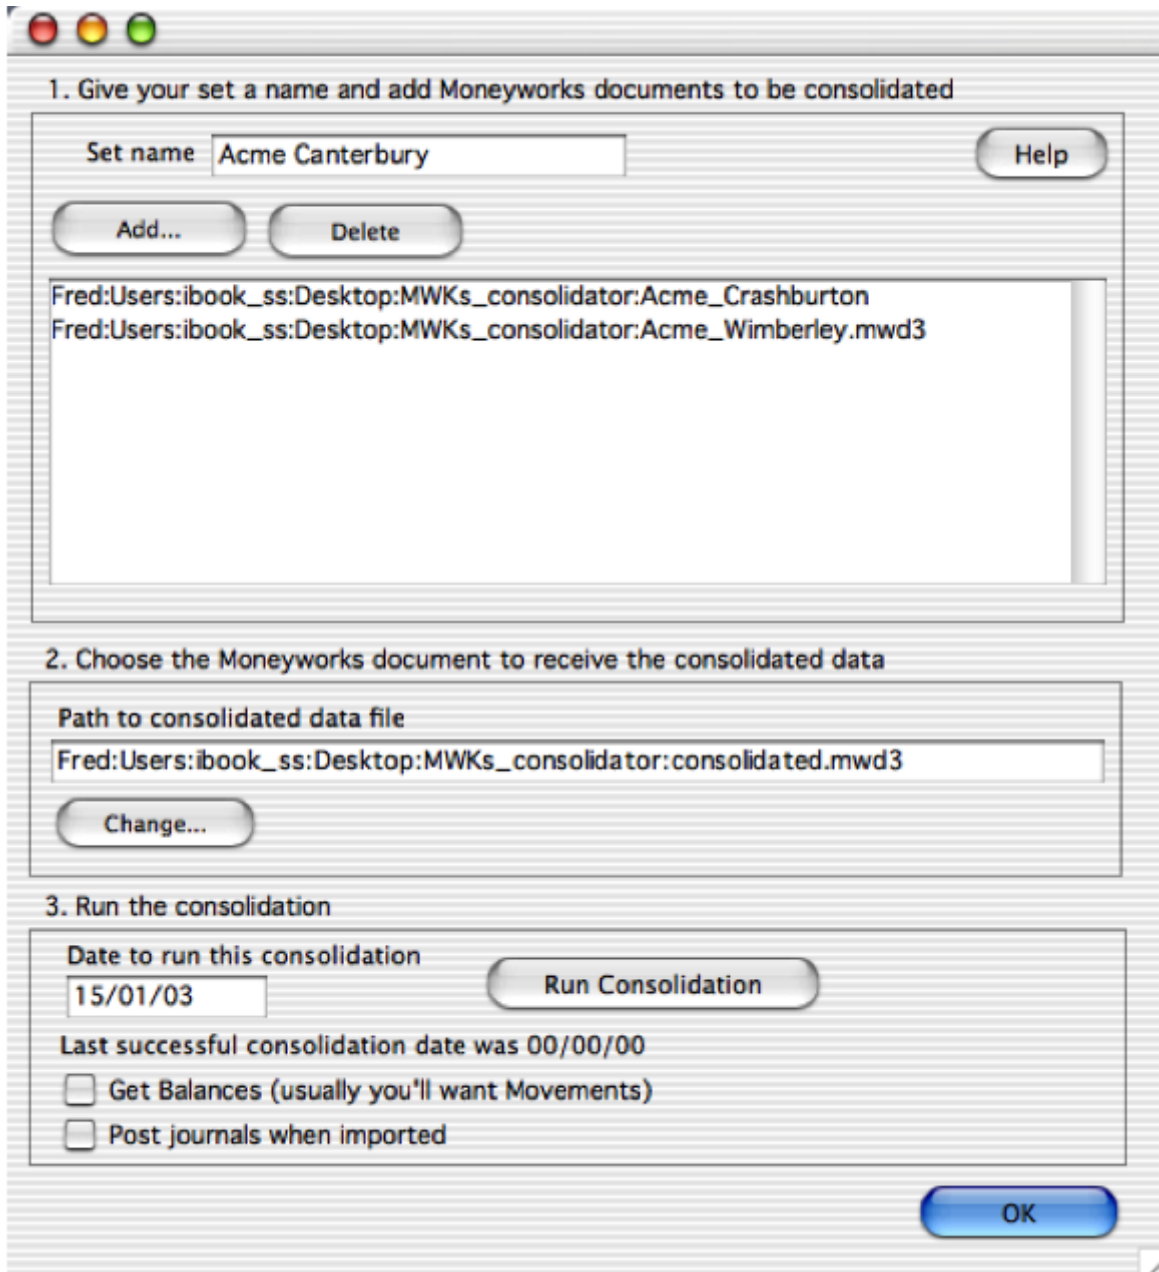 1. Give your set a name and add Moneyworks documents to be consolidated
Set name Acme Canterbury Help
Add... Delete
Fred:Users:ibook_ss:Desktop:MWKs_consolidator:Acme_Crashburton
Fred:Users:ibook_ss:Desktop:MWKs_consolidator:Acme_Wimberley.mwd3
2. Choose the Moneyworks document to receive the consolidated data
Path to consolidated data file
Fred:Users:ibook_ss:Desktop:MWKs_consolidator:consolidated.mwd3
Change...
3. Run the consolidation
Date to run this consolidation
15/01/03 Run Consolidation
Last successful consolidation date was 00/00/00
Get Balances (usually you'll want Movements)
Post journals when imported
OK